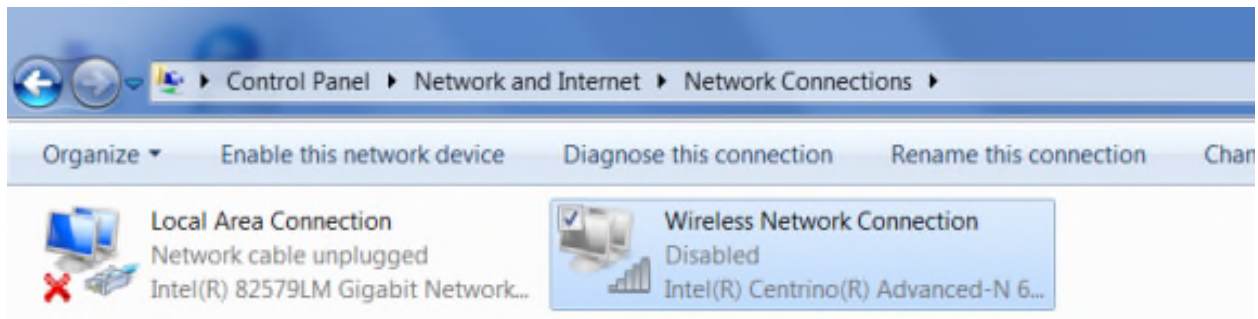 Control Panel Network and Internet Network Connections
Organize Enable this network device Diagnose this connection Rename this connection Chan
Local Area Connection
Network cable unplugged
Intel(R) 82579LM Gigabit Network...
Wireless Network Connection
Disabled
Intel(R) Centrino(R) Advanced-N 6...